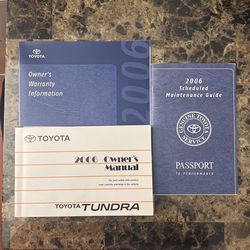 TOYOTA
Owner's
Warranty
Information
2006
2006
Scheduled
Maintenance Guide
GENUINE TOYOTA
SERVICE
PASSPORT
TO PERFORMANCE
TOYOTA
2006 Owner's
Manual
TOYOTA TUNDRA